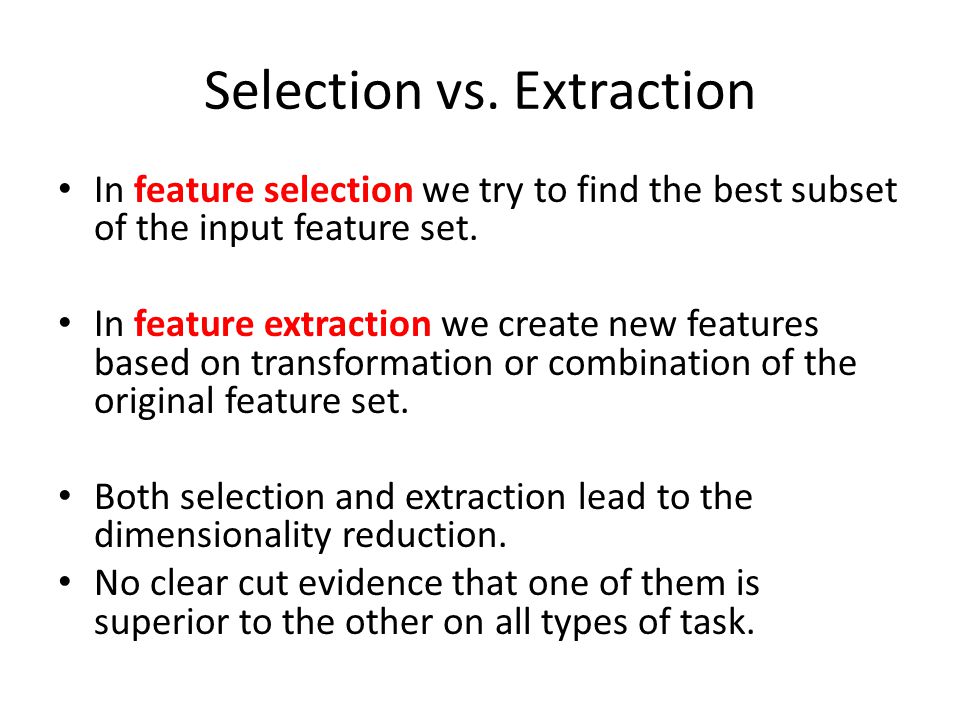 Selection vs. Extraction
• In feature selection we try to find the best subset
of the input feature set.
• In feature extraction we create new features
based on transformation or combination of the
original feature set.
• Both selection and extraction lead to the
dimensionality reduction.
• No clear cut evidence that one of them is
superior to the other on all types of task.